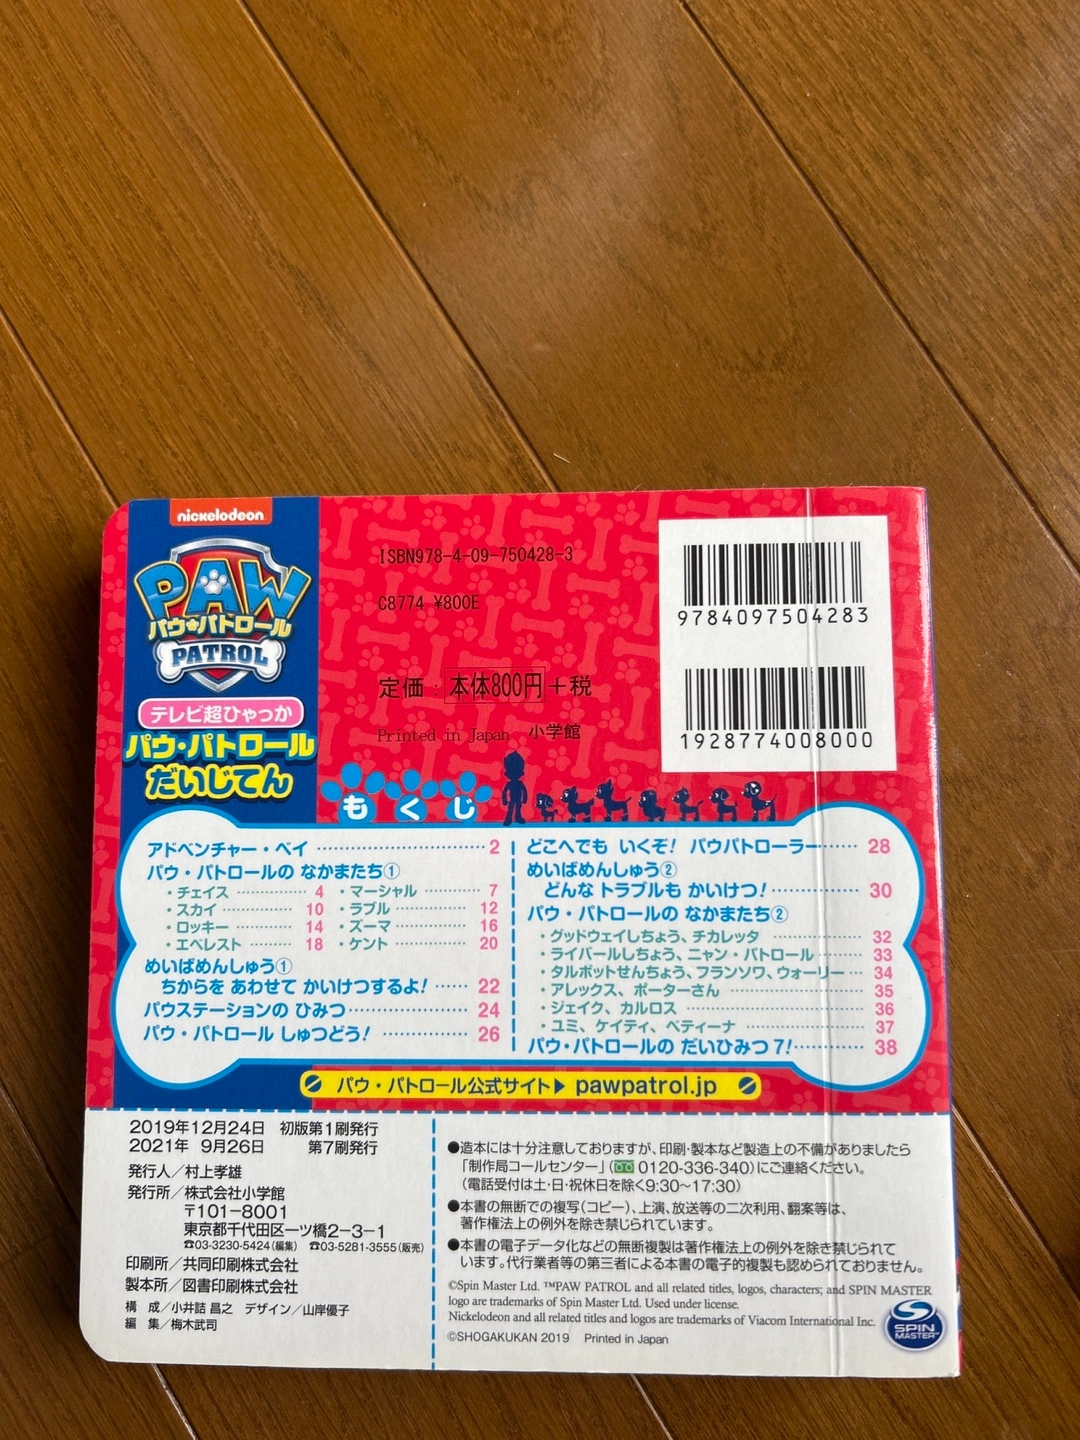 nickelodeon
PAW
パウ・パトロール
PATROL
テレビ超ひゃっか
パウ・パトロール
だいじてん
ISBN978-4-09-750428-3
C8774 ¥800E
定価：本体800円＋税
Printed in Japan 小学館
9784097504283
1928774008000
もくじ
アドベンチャー・ベイ 2
パウ・パトロールの なかまたち①
・チェイス 4 ・マーシャル 7
・スカイ 10 ・ラブル 12
・ロッキー 14 ・ズーマ 16
・エベレスト 18 ・ケント 20
めいばめんしゅう①
ちからを あわせて かいけつするよ! 22
パウステーションの ひみつ 24
パウ・パトロール しゅつどう! 26
どこへでも いくぞ! パウパトローラー 28
めいばめんしゅう②
どんな トラブルも かいけつ! 30
パウ・パトロールの なかまたち②
・グッドウェイしちょう、チカレッタ 32
・ライバールしちょう、ニャン・パトロール 33
・タルボットせんちょう、フランソワ、ウォーリー 34
・アレックス、ポーターさん 35
・ジェイク、カルロス 36
・ユミ、ケイティ、ベティーナ 37
パウ・パトロールの だいひみつ 7! 38
パウ・パトロール公式サイト▶ pawpatrol.jp
2019年12月24日 初版第1刷発行
2021年 9月26日 第7刷発行
発行人／村上孝雄
発行所／株式会社小学館
〒101-8001
東京都千代田区一ツ橋2-3-1
☎03-3230-5424（編集） ☎03-5281-3555（販売）
印刷所／共同印刷株式会社
製本所／図書印刷株式会社
構 成／小井詰 昌之 デザイン／山岸優子
編 集／梅木武司
●造本には十分注意しておりますが、印刷・製本など製造上の不備がありましたら
「制作局コールセンター」（0120-336-340）にご連絡ください。
（電話受付は土・日・祝休日を除く9:30〜17:30）
●本書の無断での複写（コピー）、上演、放送等の二次利用、翻案等は、
著作権法上の例外を除き禁じられています。
●本書の電子データ化などの無断複製は著作権法上の例外を除き禁じられて
います。代行業者等の第三者による本書の電子的複製も認められておりません。
©Spin Master Ltd. ™PAW PATROL and all related titles, logos, characters; and SPIN MASTER
logo are trademarks of Spin Master Ltd. Used under license.
Nickelodeon and all related titles and logos are trademarks of Viacom International Inc.
©SHOGAKUKAN 2019 Printed in Japan
SPIN
MASTER™